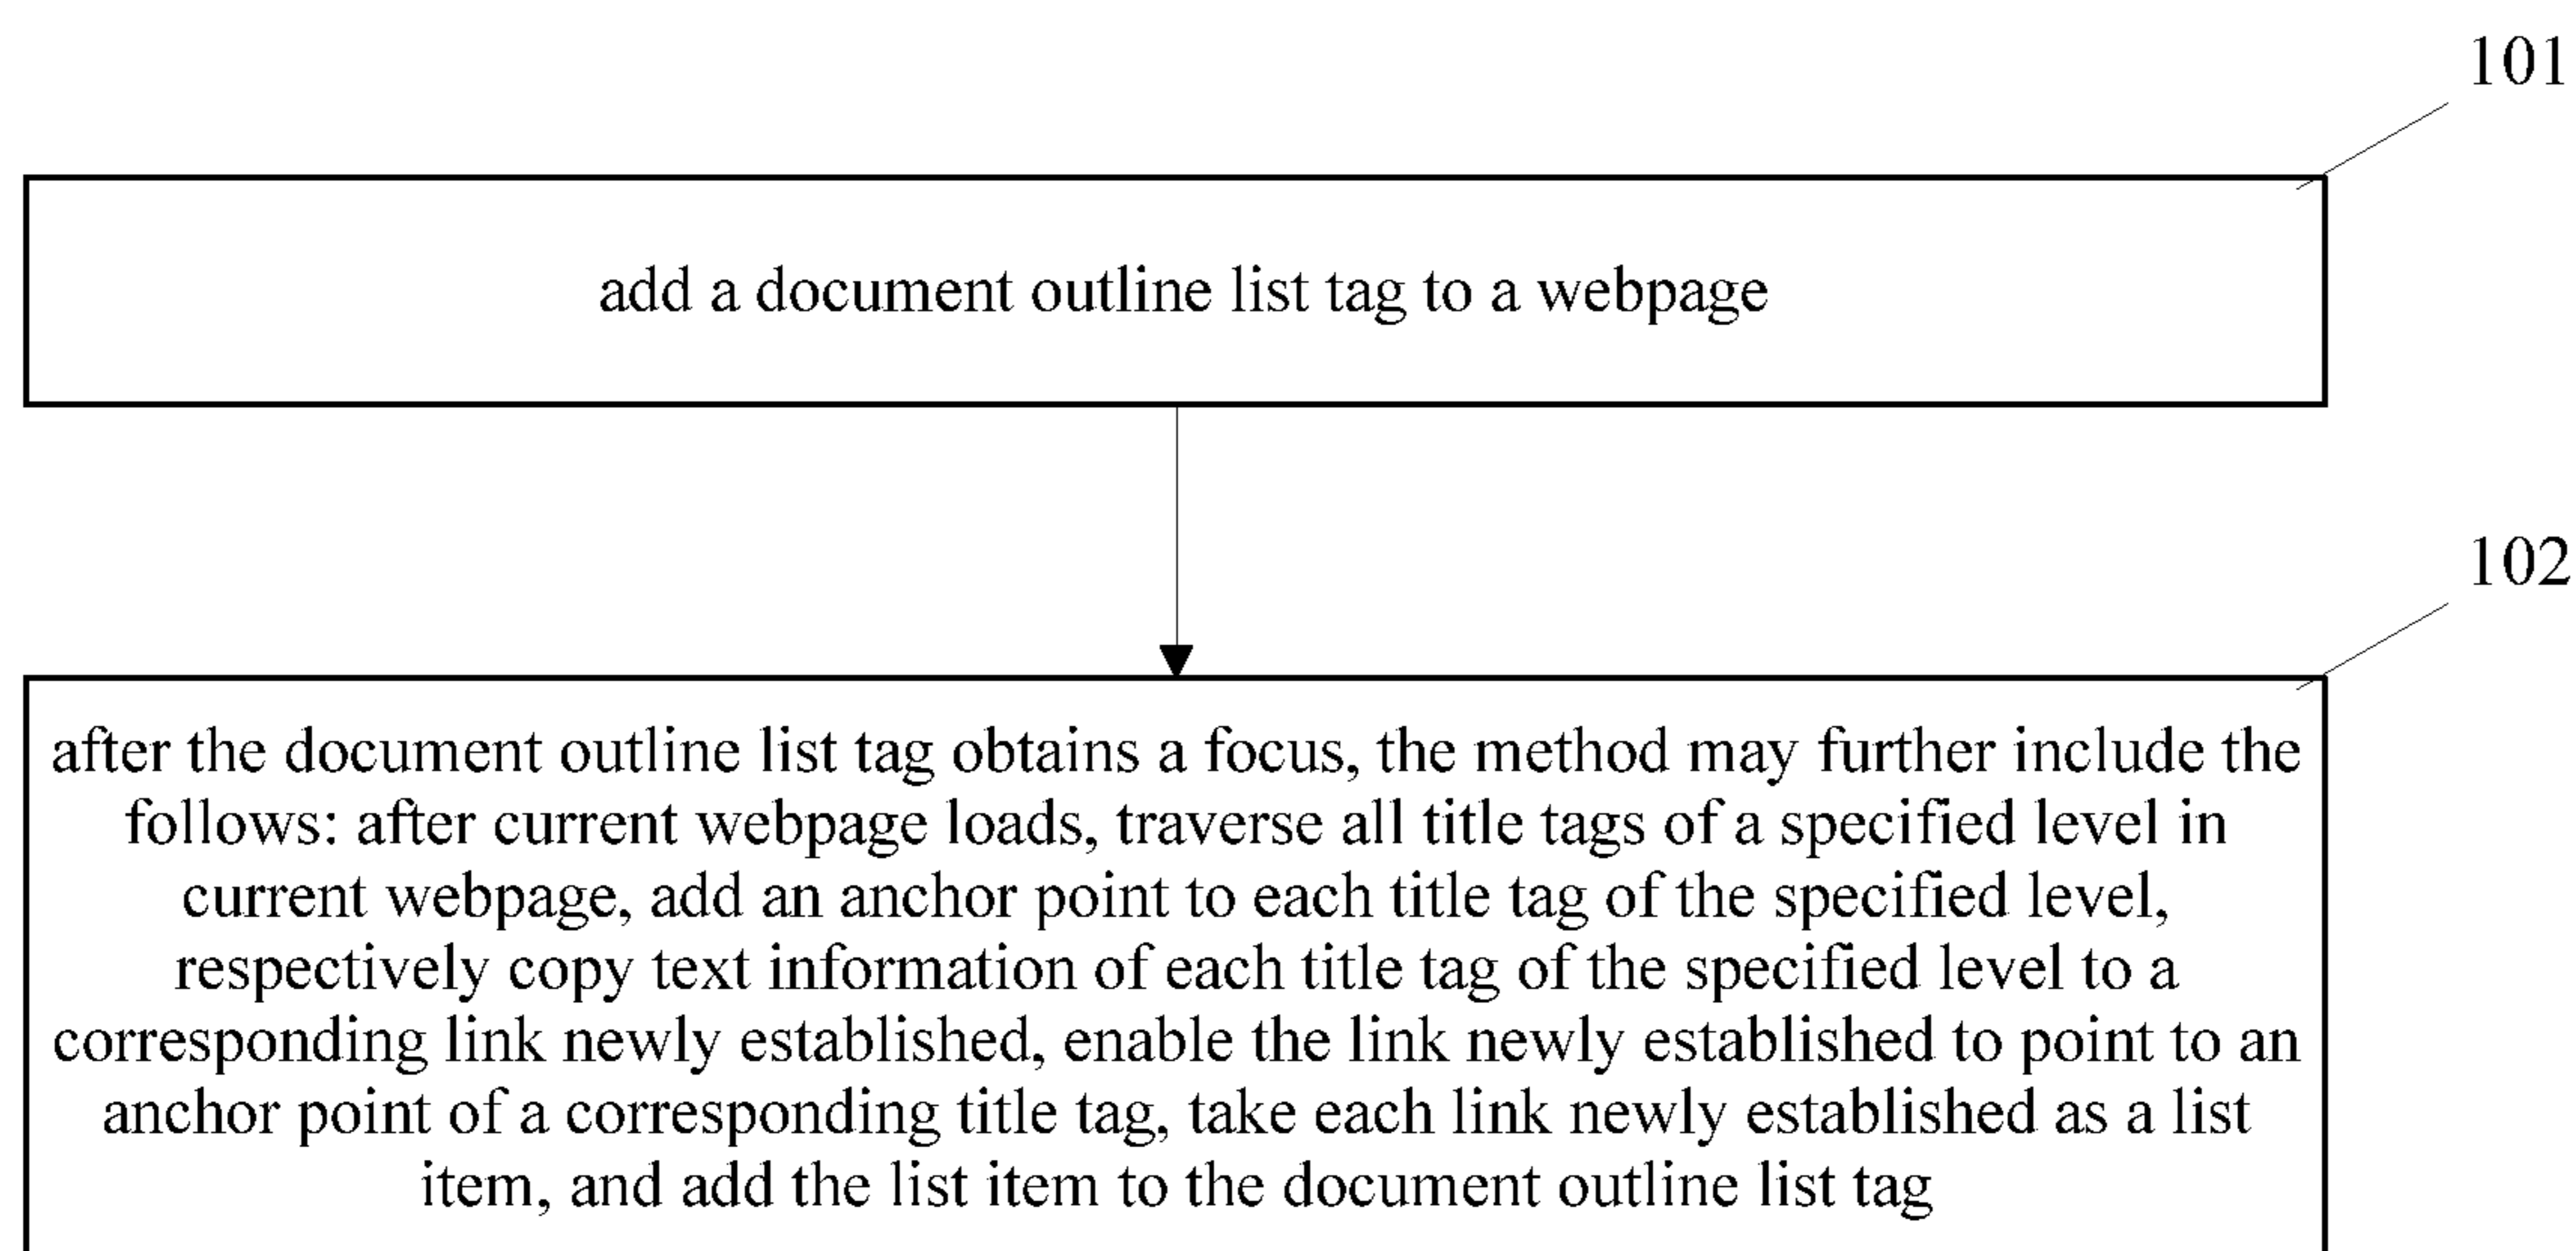 101
add a document outline list tag to a webpage
102
after the document outline list tag obtains a focus, the method may further include the
follows: after current webpage loads, traverse all title tags of a specified level in
current webpage, add an anchor point to each title tag of the specified level,
respectively copy text information of each title tag of the specified level to a
corresponding link newly established, enable the link newly established to point to an
anchor point of a corresponding title tag, take each link newly established as a list
item, and add the list item to the document outline list tag